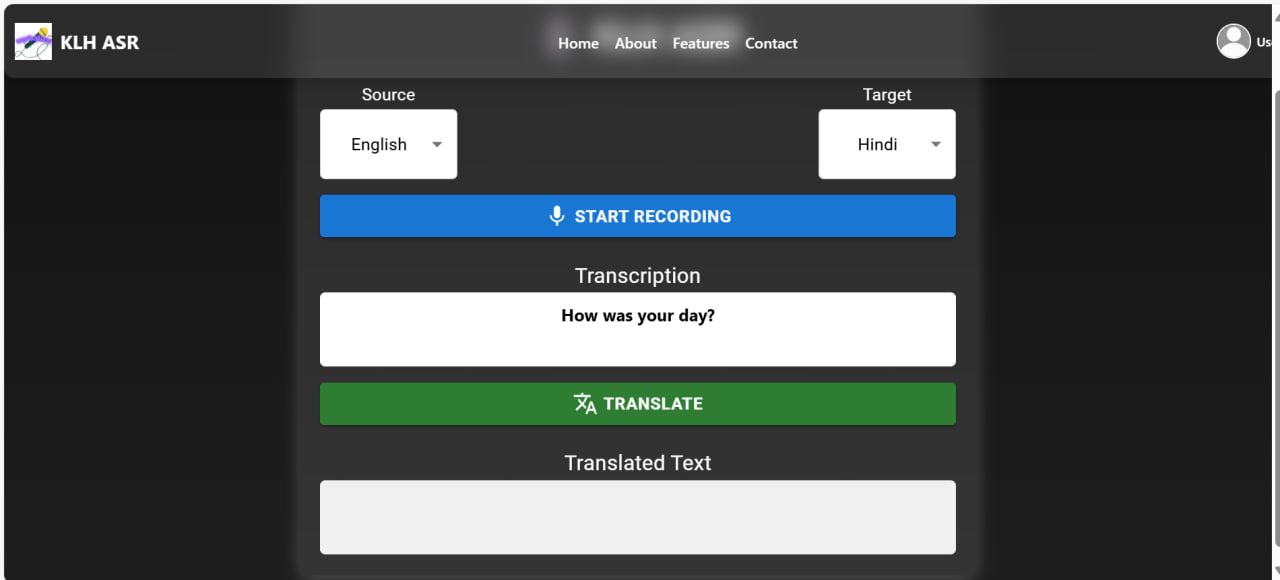 KLH ASR
Home About Features Contact
Us
Source
Target
English
Hindi
START RECORDING
Transcription
How was your day?
TRANSLATE
Translated Text